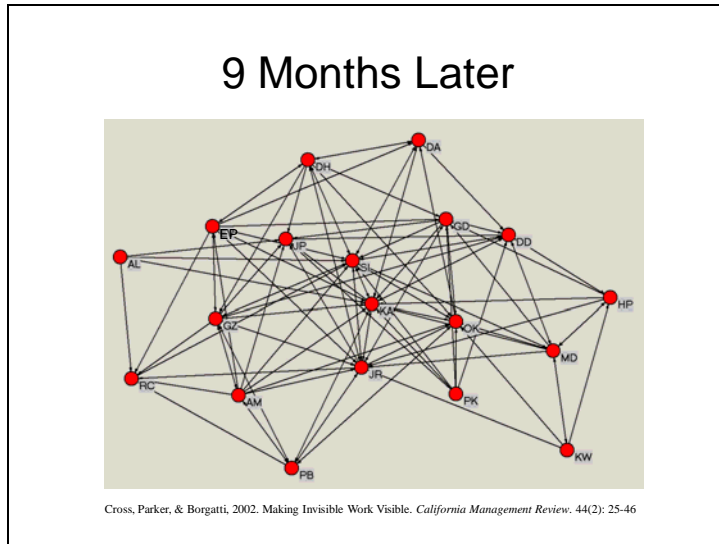 9 Months Later
DA
DH
EP
GD
DD
JP
AL
SL
KA
HP
GZ
OK
MD
JR
RC
AM
PK
KW
PB
Cross, Parker, & Borgatti, 2002. Making Invisible Work Visible. California Management Review. 44(2): 25-46